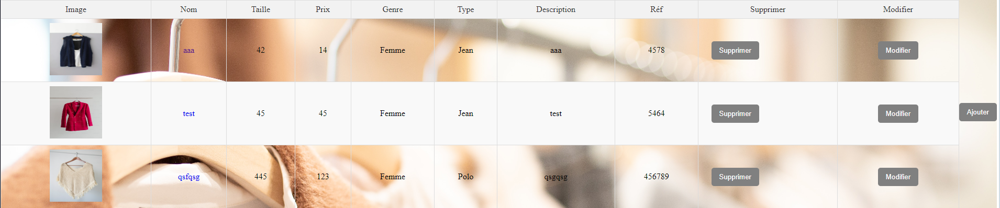 Image Nom Taille Prix Genre Type Description Réf Supprimer Modifier
aaa 42 14 Femme Jean aaa 4578 Supprimer Modifier
test 45 45 Femme Jean test 5464 Supprimer Modifier
Ajouter
qsfqsg 445 123 Femme Polo qsgqsg 456789 Supprimer Modifier